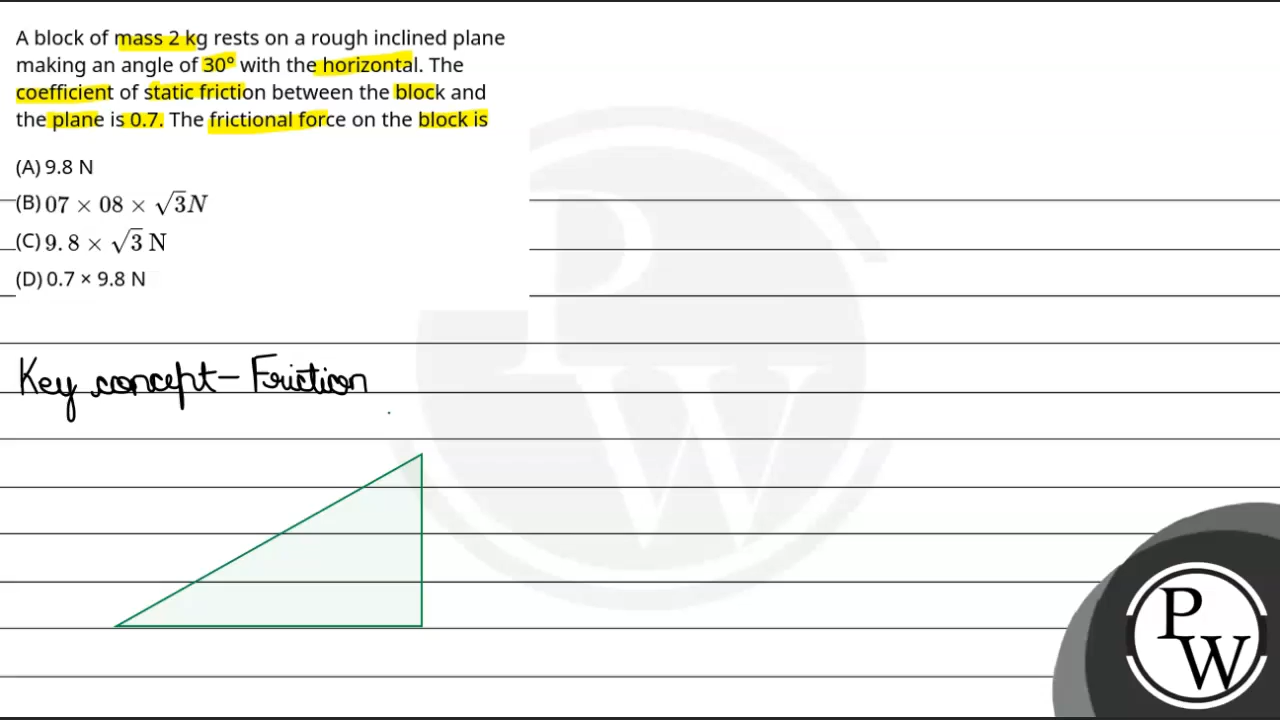 A block of mass 2 kg rests on a rough inclined plane
making an angle of 30° with the horizontal. The
coefficient of static friction between the block and
the plane is 0.7. The frictional force on the block is
(A) 9.8 N
(B) 07 × 08 × √3N
(C) 9.8 × √3 N
(D) 0.7 × 9.8 N
Key concept - Friction
P
W
P
W